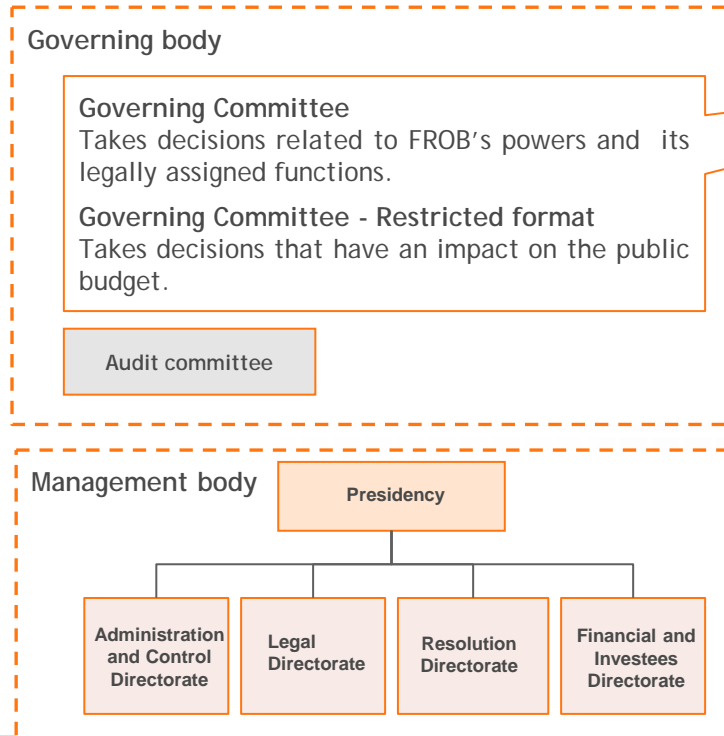 Governing body
Governing Committee
Takes decisions related to FROB's powers and its
legally assigned functions.
Governing Committee - Restricted format
Takes decisions that have an impact on the public
budget.
Audit committee
Management body
Presidency
Administration
and Control
Directorate
Legal
Directorate
Resolution
Directorate
Financial and
Investees
Directorate